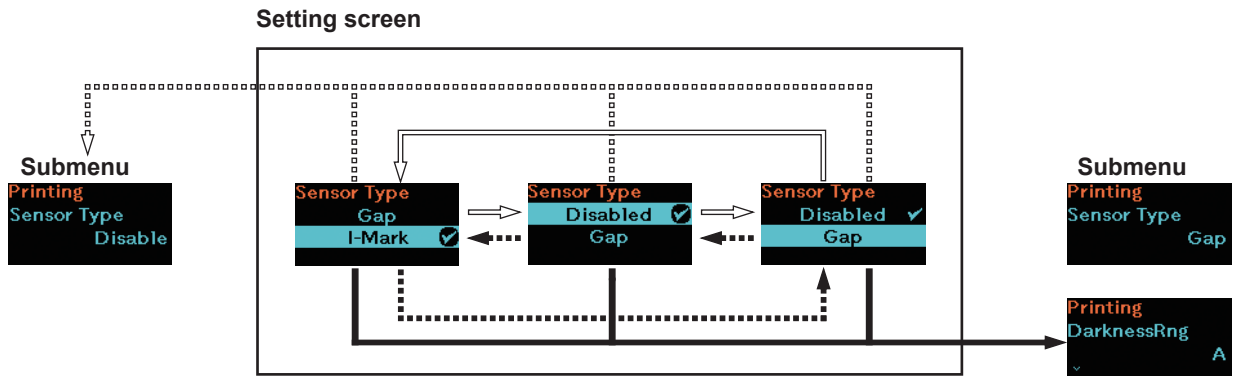 Setting screen
Submenu
Printing
Sensor Type
Disable
Sensor Type
Gap
I-Mark
Sensor Type
Disabled
Gap
Sensor Type
Disabled
Gap
Submenu
Printing
Sensor Type
Gap
Printing
DarknessRng
A